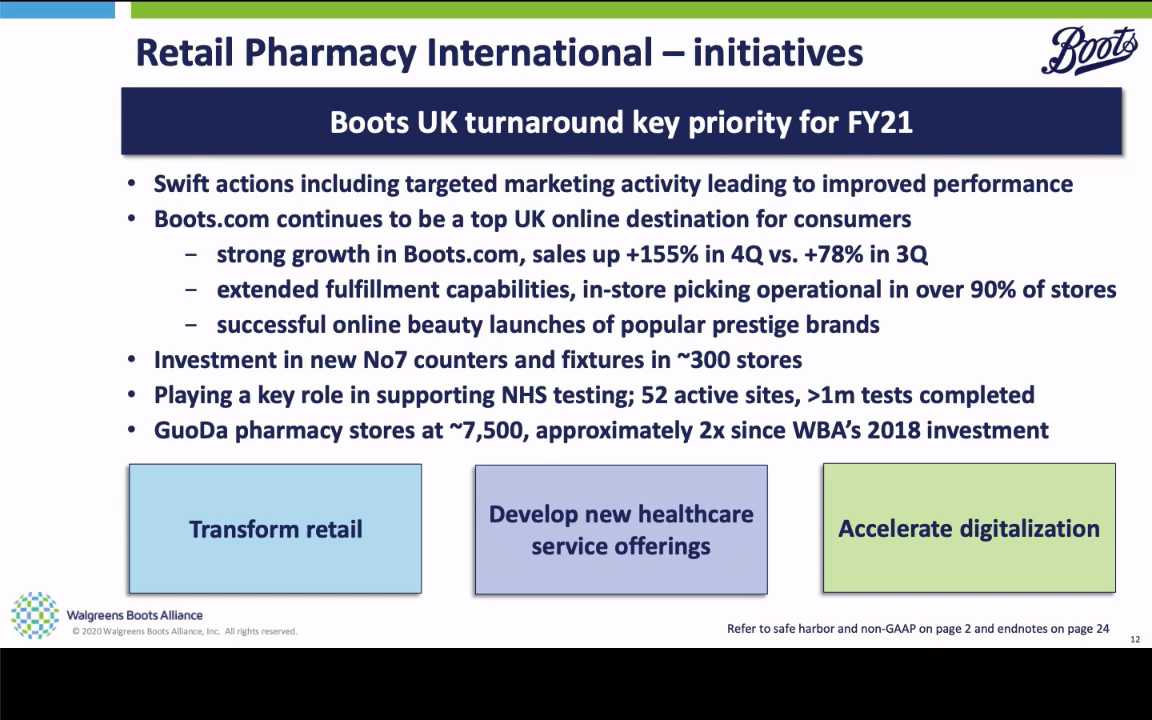 Retail Pharmacy International – initiatives
Boots
Boots UK turnaround key priority for FY21
• Swift actions including targeted marketing activity leading to improved performance
• Boots.com continues to be a top UK online destination for consumers
− strong growth in Boots.com, sales up +155% in 4Q vs. +78% in 3Q
− extended fulfillment capabilities, in-store picking operational in over 90% of stores
− successful online beauty launches of popular prestige brands
• Investment in new No7 counters and fixtures in ~300 stores
• Playing a key role in supporting NHS testing; 52 active sites, >1m tests completed
• GuoDa pharmacy stores at ~7,500, approximately 2x since WBA’s 2018 investment
Transform retail
Develop new healthcare
service offerings
Accelerate digitalization
Walgreens Boots Alliance
© 2020 Walgreens Boots Alliance, Inc. All rights reserved.
Refer to safe harbor and non-GAAP on page 2 and endnotes on page 24
12